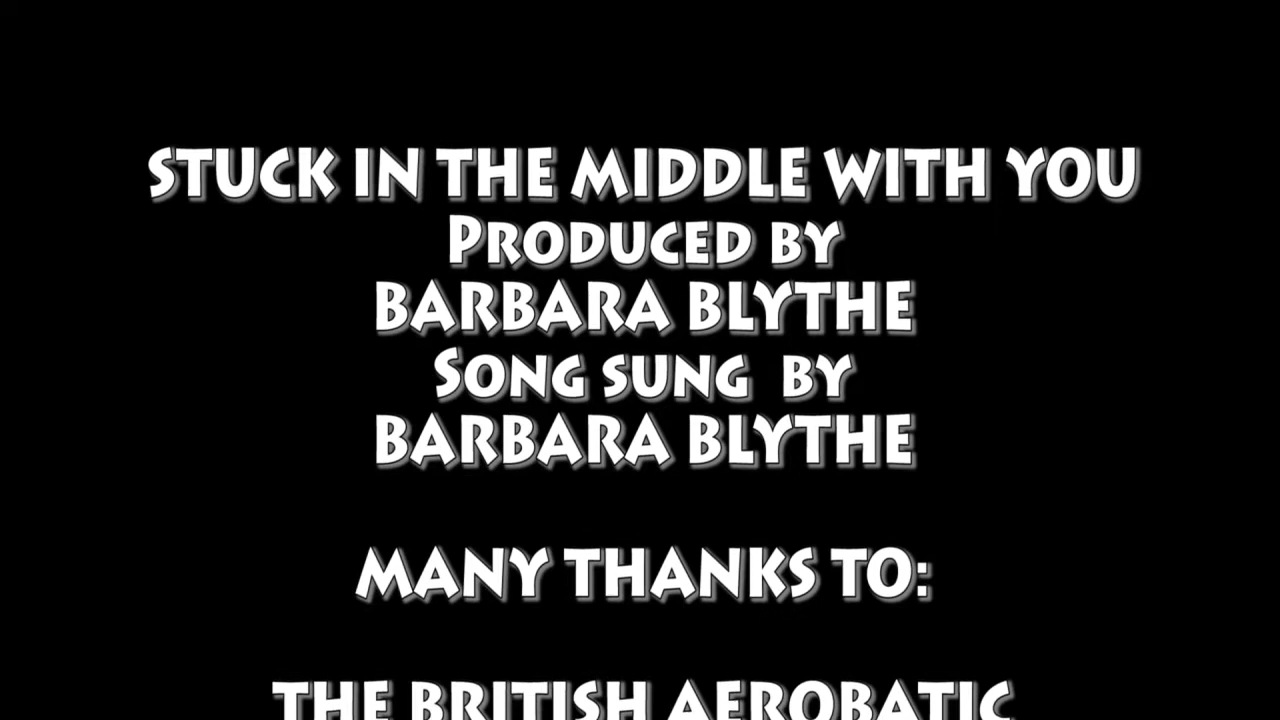 STUCK IN THE MIDDLE WITH YOU
PRODUCED BY
BARBARA BLYTHE
SONG SUNG BY
BARBARA BLYTHE
MANY THANKS TO:
THE BRITISH AEROBATIC